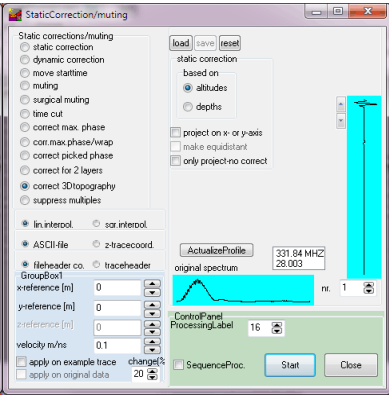 StaticCorrection/muting
Static corrections/muting
static correction
dynamic correction
move starttime
muting
surgical muting
time cut
correct max. phase
corr.max.phase/wrap
correct picked phase
correct for 2 layers
correct 3Dtopography
suppress multiples
lin.interpol. sqr.interpol.
ASCII-file z-tracecoord.
fileheader co. traceheader
GroupBox1
x-reference [m] 0
y-reference [m] 0
z-reference [m] 0
velocity m/ns 0.1
apply on example trace change(%
apply on original data 20
load save reset
static correction
based on
altitudes
depths
project on x- or y-axis
make equidistant
only project-no correct
ActualizeProfile
331.84 MHZ
28.003
original spectrum
nr. 1
ControlPanel
ProcessingLabel 16
SequenceProc. Start Close